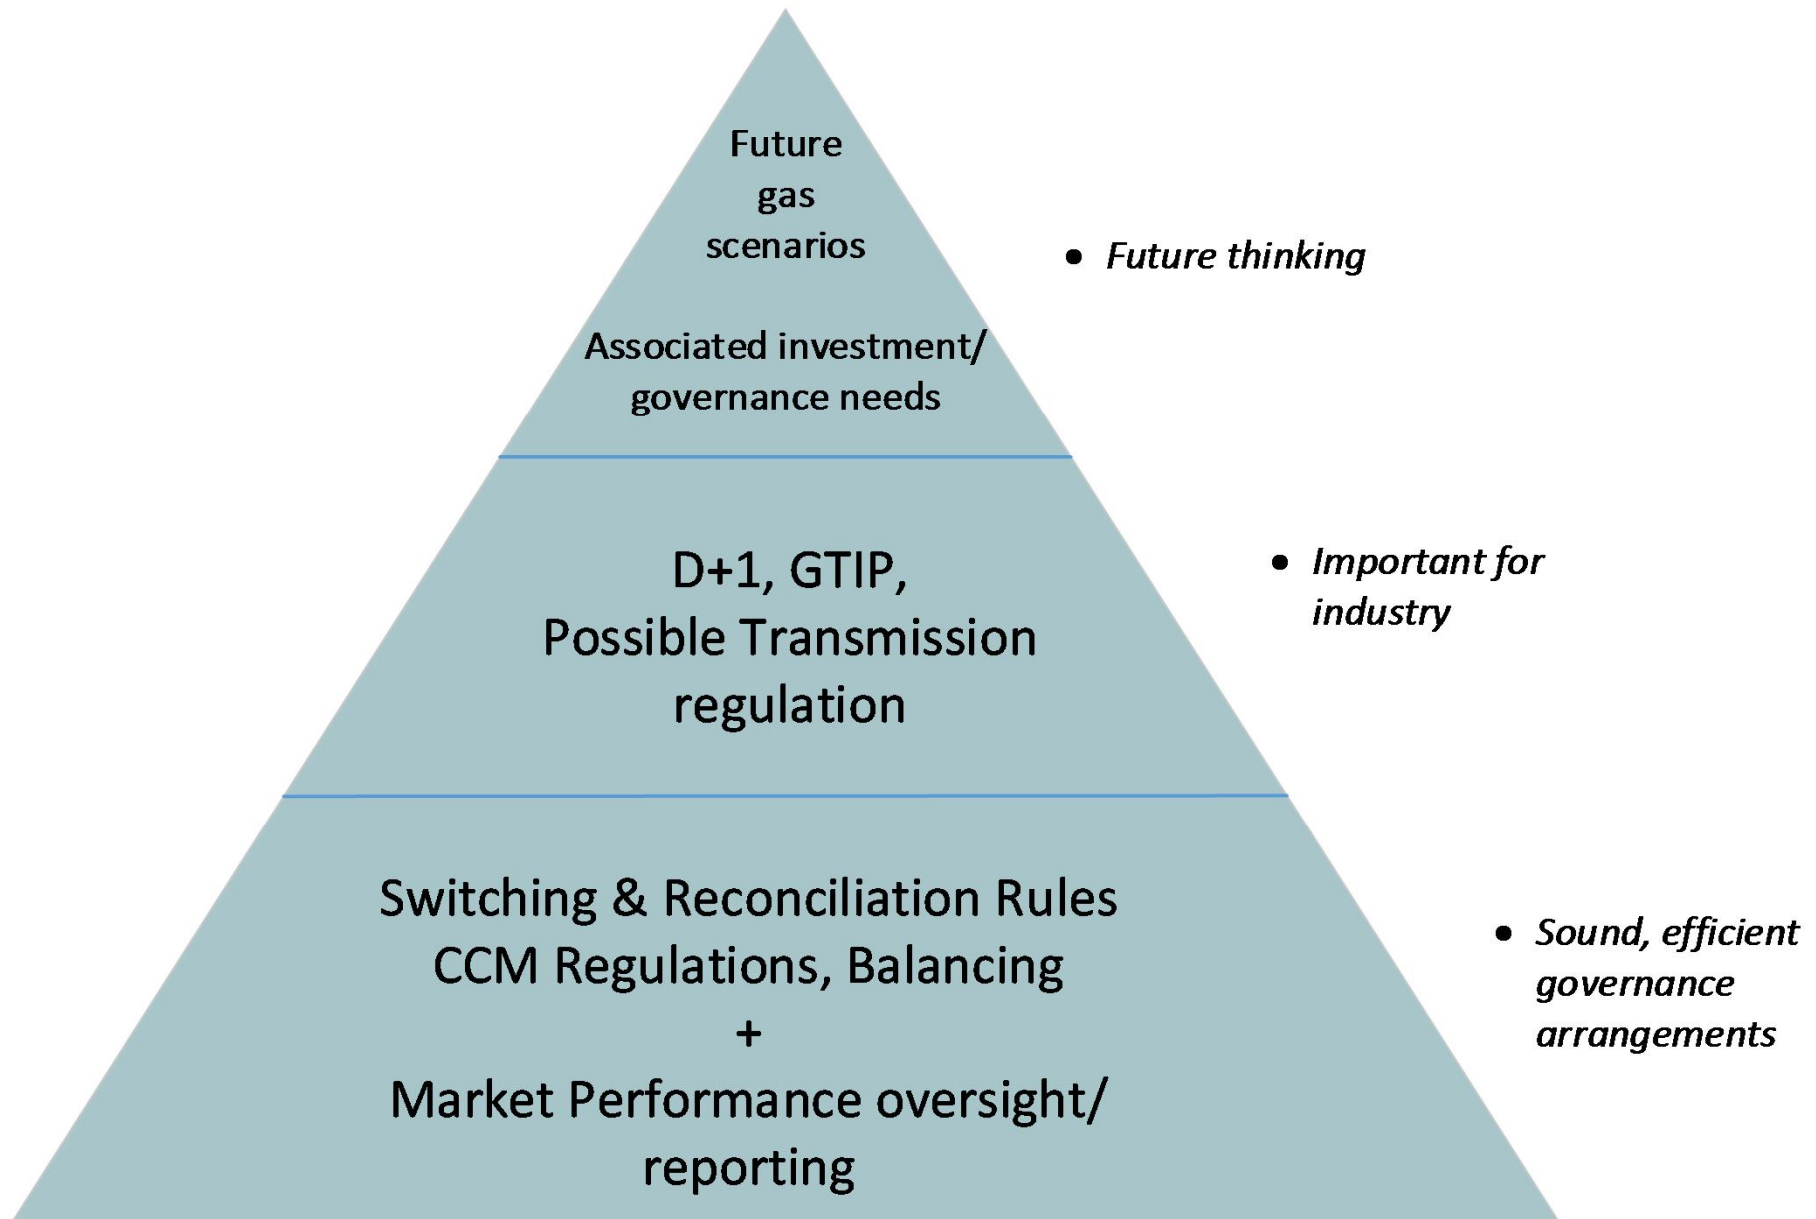 Future
gas
scenarios
Associated investment/
governance needs
• Future thinking
D+1, GTIP,
Possible Transmission
regulation
• Important for
industry
Switching & Reconciliation Rules
CCM Regulations, Balancing
+
Market Performance oversight/
reporting
• Sound, efficient
governance
arrangements